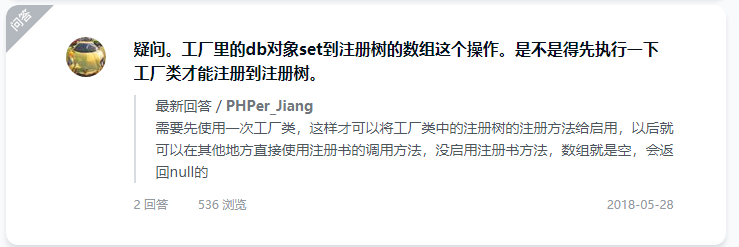 问答
疑问。工厂里的db对象set到注册树的数组这个操作。是不是得先执行一下
工厂类才能注册到注册树。
最新回答 / PHPer_Jiang
需要先使用一次工厂类，这样才可以将工厂类中的注册树的注册方法给启用，以后就
可以在其他地方直接使用注册书的调用方法，没启用注册书方法，数组就是空，会返
回null的
2 回答 536 浏览 2018-05-28